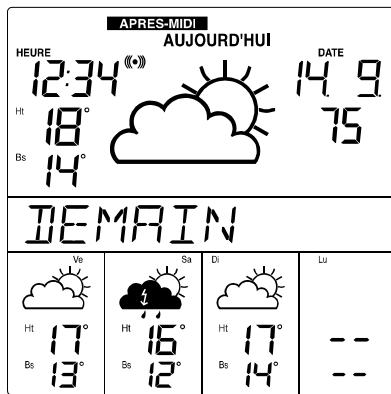 APRES-MIDI
AUJOURD'HUI
HEURE DATE
12:34 14. 9.
Ht 18° 75
Bs 14°
DEMAIN
Ve Sa Di Lu
Ht 17° Ht 16° Ht 17° --
Bs 13° Bs 12° Bs 14° --